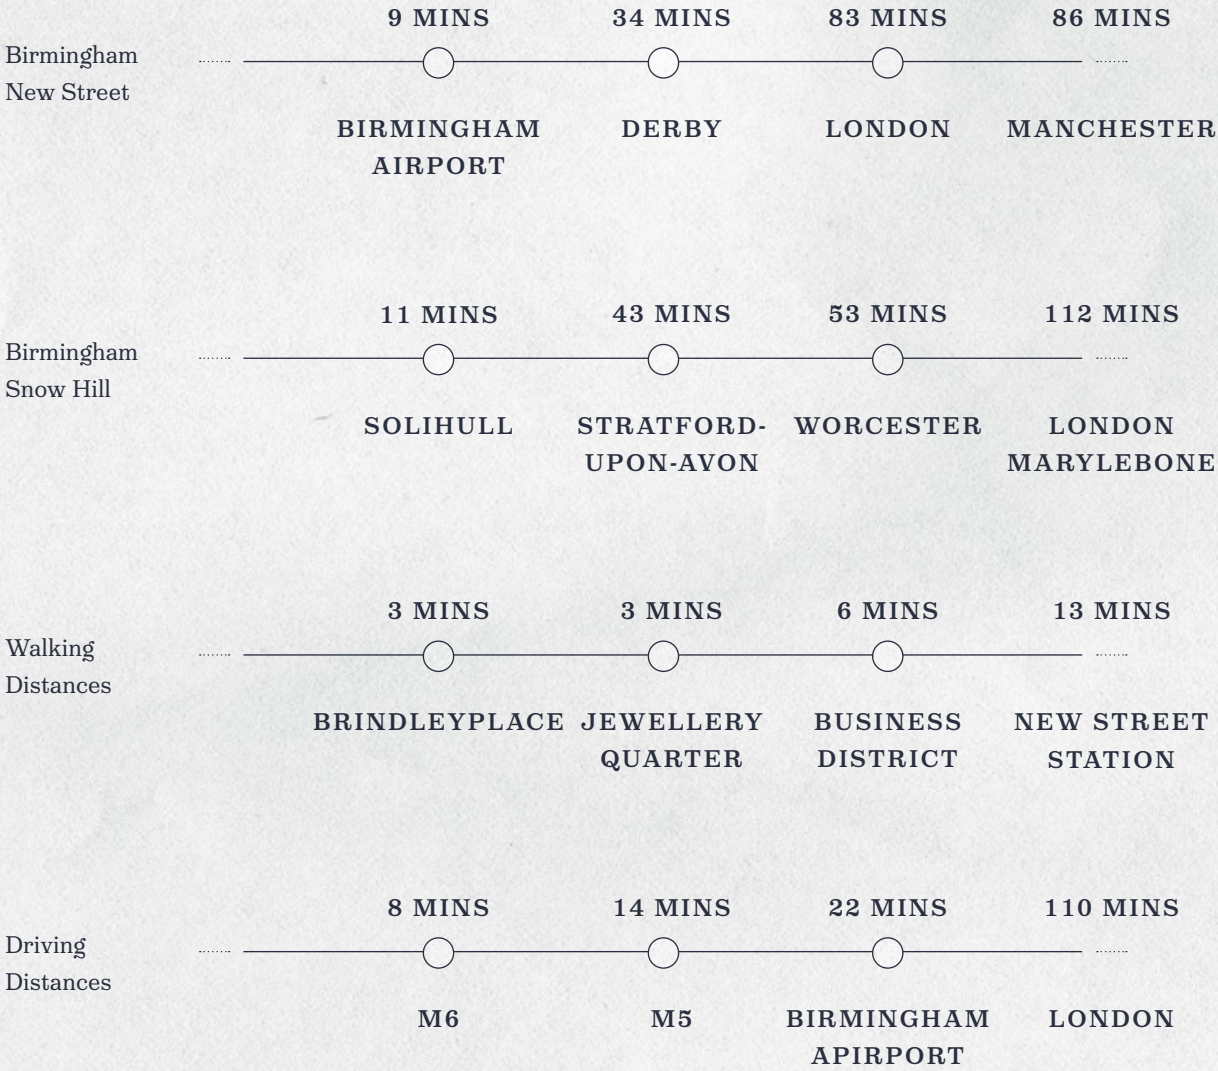 9 MINS 34 MINS 83 MINS 86 MINS
Birmingham
New Street
BIRMINGHAM DERBY LONDON MANCHESTER
AIRPORT
11 MINS 43 MINS 53 MINS 112 MINS
Birmingham
Snow Hill
SOLIHULL STRATFORD- WORCESTER LONDON
UPON-AVON MARYLEBONE
3 MINS 3 MINS 6 MINS 13 MINS
Walking
Distances
BRINDLEYPLACE JEWELLERY BUSINESS NEW STREET
QUARTER DISTRICT STATION
8 MINS 14 MINS 22 MINS 110 MINS
Driving
Distances
M6 M5 BIRMINGHAM LONDON
APIRPORT